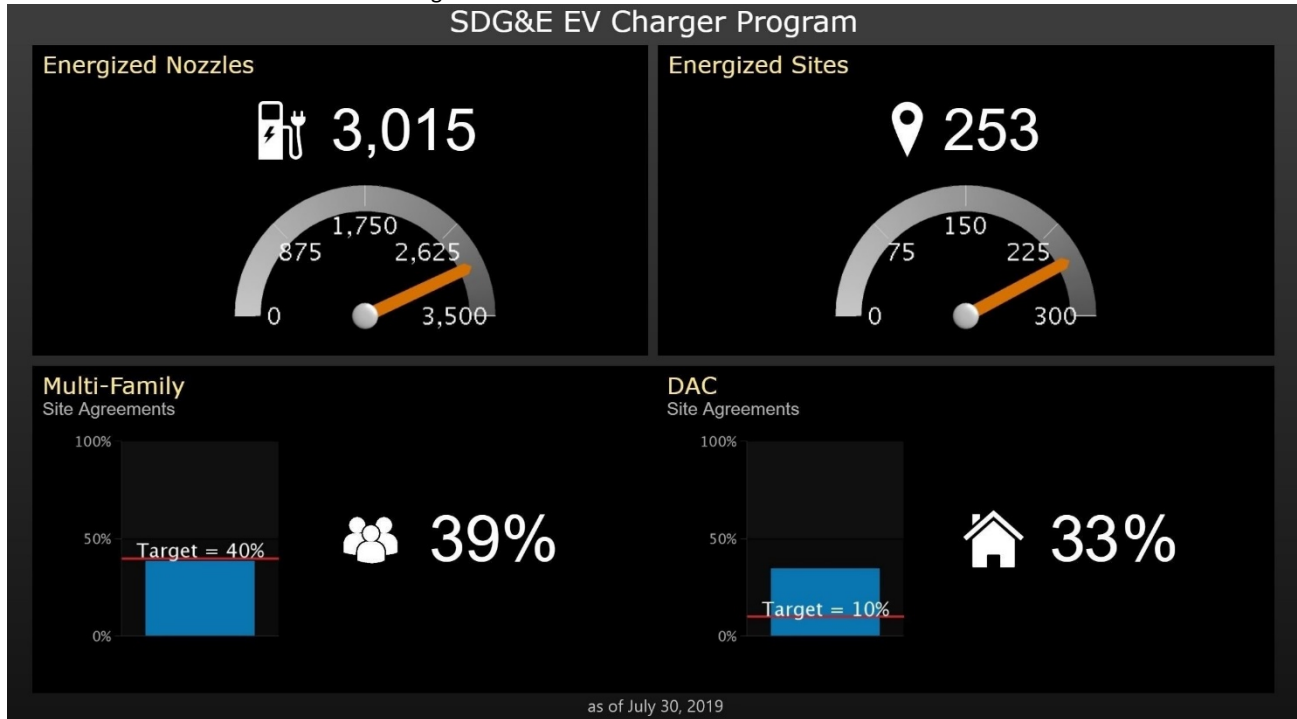 SDG&E EV Charger Program
Energized Nozzles
3,015
875
1,750
2,625
0
3,500
Energized Sites
253
75
150
225
0
300
Multi-Family
Site Agreements
100%
50%
0%
Target = 40%
39%
DAC
Site Agreements
100%
50%
0%
Target = 10%
33%
as of July 30, 2019